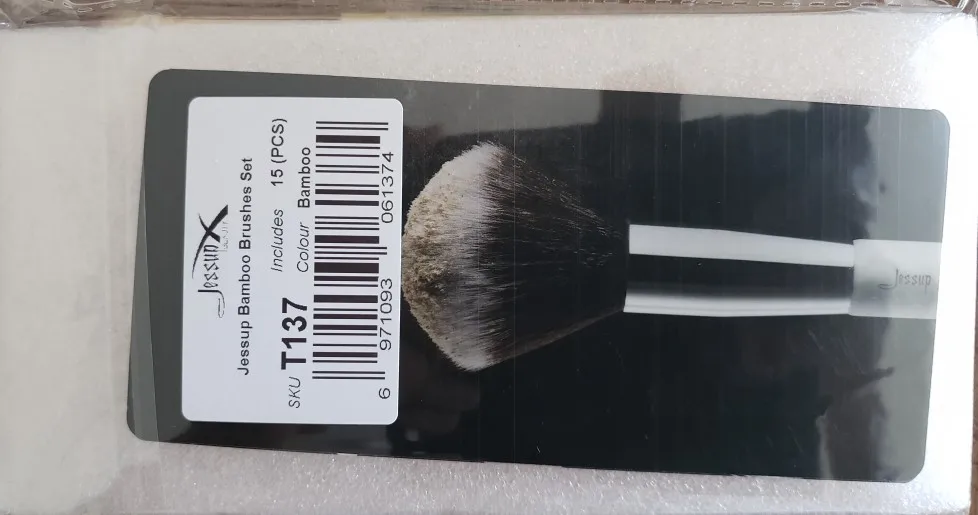 Jessup
Jessup Bamboo Brushes Set
SKU T137 Includes 15 (PCS)
Colour Bamboo
6 971093 061374
Jessup